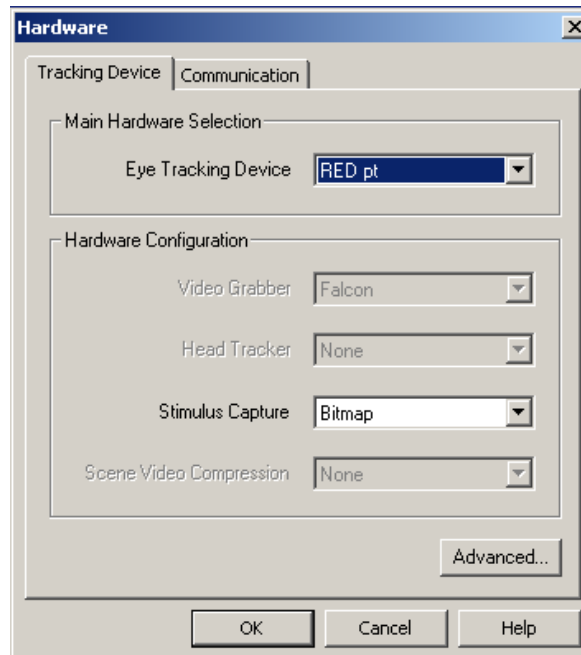 Hardware
Tracking Device Communication
Main Hardware Selection
Eye Tracking Device RED pt
Hardware Configuration
Video Grabber Falcon
Head Tracker None
Stimulus Capture Bitmap
Scene Video Compression None
Advanced...
OK Cancel Help